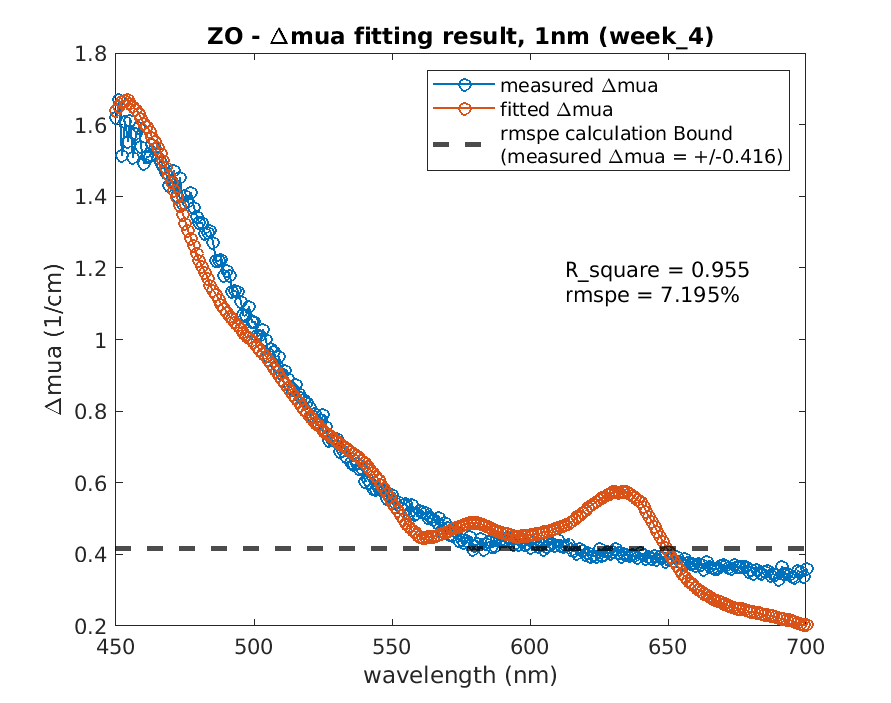 ZO - Δmua fitting result, 1nm (week_4)
1.8
1.6
1.4
1.2
1
0.8
0.6
0.4
0.2
Δmua (1/cm)
measured Δmua
fitted Δmua
rmspe calculation Bound
(measured Δmua = +/-0.416)
R_square = 0.955
rmspe = 7.195%
450 500 550 600 650 700
wavelength (nm)